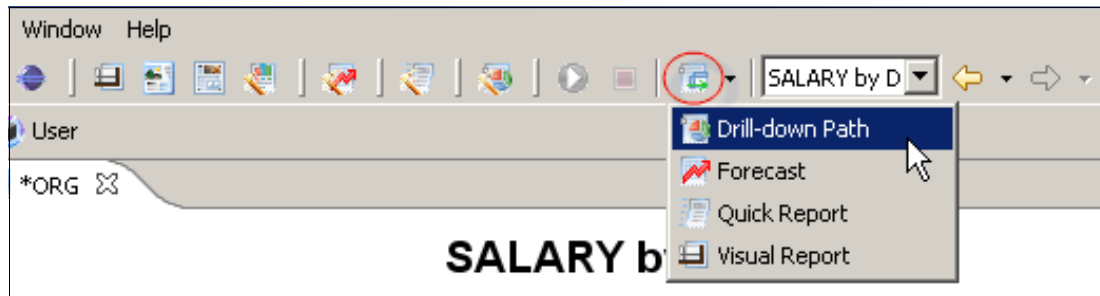 Window Help
SALARY by D
User
Drill-down Path
*ORG
Forecast
Quick Report
SALARY b
Visual Report